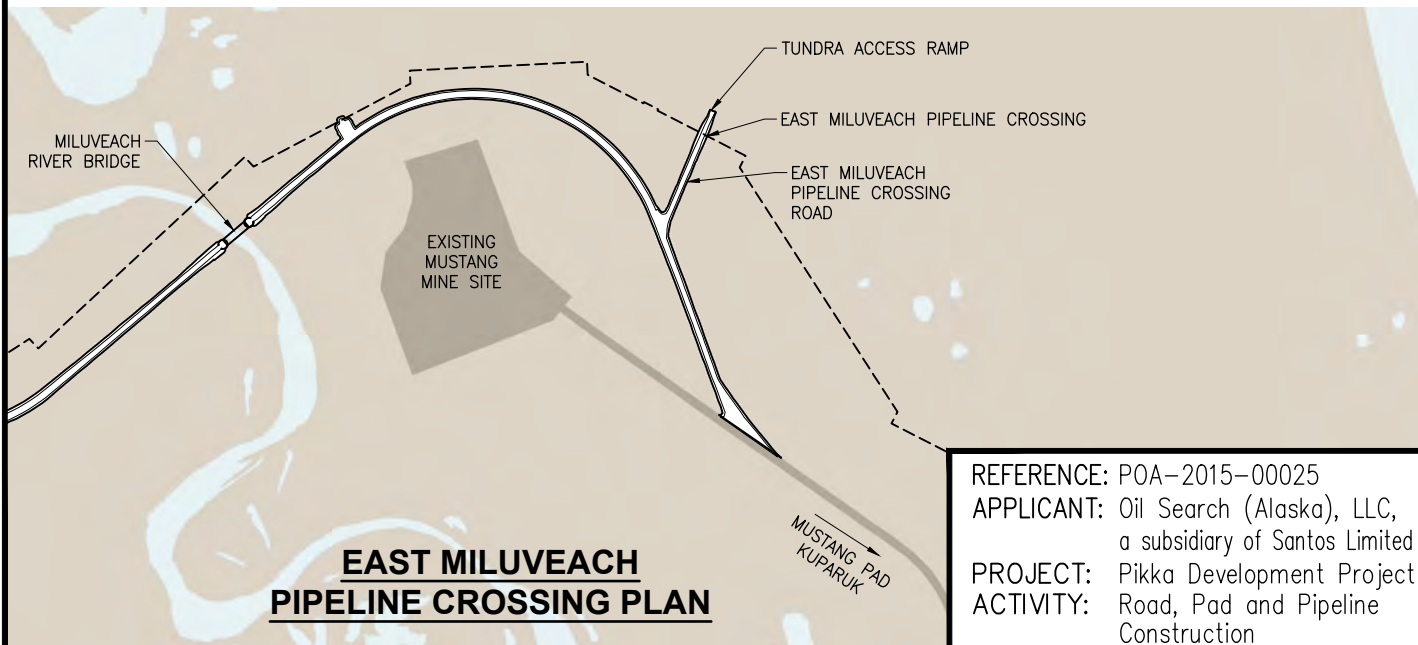 TUNDRA ACCESS RAMP
EAST MILUVEACH PIPELINE CROSSING
MILUVEACH
RIVER BRIDGE
EAST MILUVEACH
PIPELINE CROSSING
ROAD
EXISTING
MUSTANG
MINE SITE
MUSTANG PAD
KUPARUK
EAST MILUVEACH
PIPELINE CROSSING PLAN
REFERENCE: POA-2015-00025
APPLICANT: Oil Search (Alaska), LLC,
a subsidiary of Santos Limited
PROJECT: Pikka Development Project
ACTIVITY: Road, Pad and Pipeline
Construction